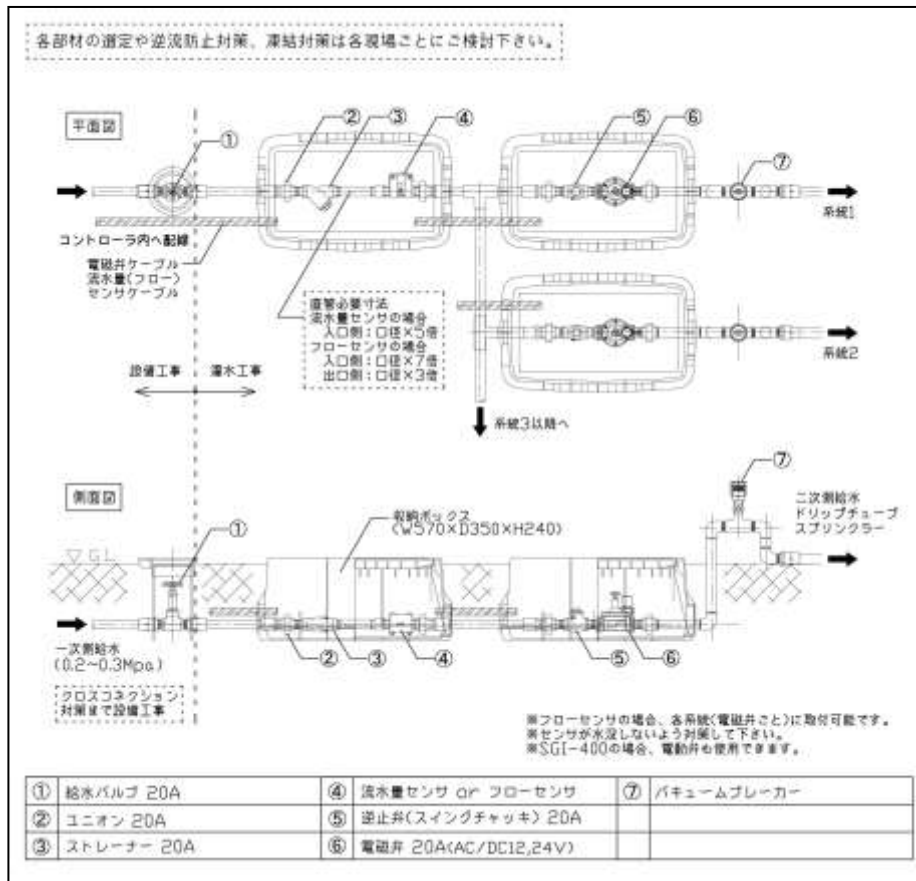 各部材の選定や逆流防止対策、凍結対策は各現場ごとにご検討下さい。
平面図
①
②
③
④
⑤
⑥
⑦
系統1
コントローラ内へ配線
電磁弁ケーブル
流水量(フロー)
センサケーブル
直管必要寸法
流水量センサの場合
入口側：口径×5倍
フローセンサの場合
入口側：口径×7倍
出口側：口径×3倍
系統2
設備工事
灌水工事
系統3以降へ
側面図
①
収納ボックス
(W570×D350×H240)
⑦
二次側給水
ドリップチューブ
スプリンクラー
▽GL
②
③
④
⑤
⑥
一次側給水
(0.2~0.3Mpa)
クロスコネクション
対策まで設備工事
※フローセンサの場合、各系統(電磁弁ごと)に取付可能です。
※センサが水没しないよう対策して下さい。
※SGI-400の場合、電動弁も使用できます。
① 給水バルブ 20A ④ 流水量センサ or フローセンサ ⑦ バキュームブレーカー
② ユニオン 20A ⑤ 逆止弁(スイングチャッキ) 20A
③ ストレーナー 20A ⑥ 電磁弁 20A(AC/DC12,24V)